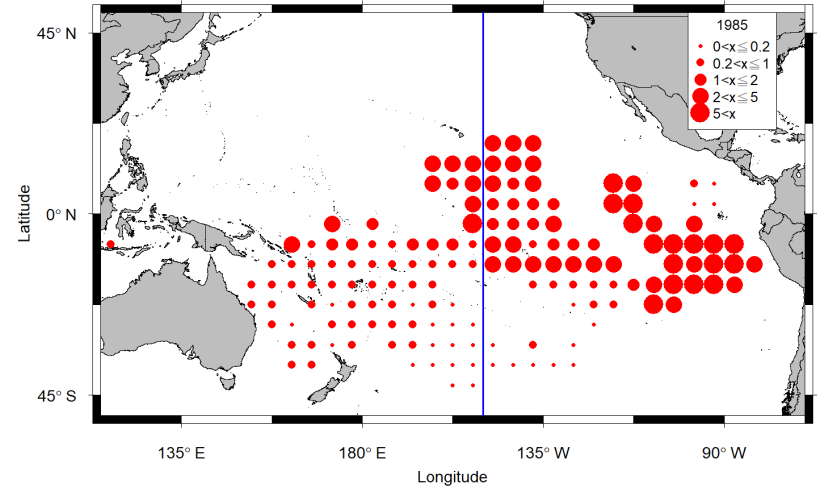 1985
0<x≦0.2
0.2<x≦1
1<x≦2
2<x≦5
5<x
45° N
0° N
45° S
Latitude
135° E
180° E
135° W
90° W
Longitude